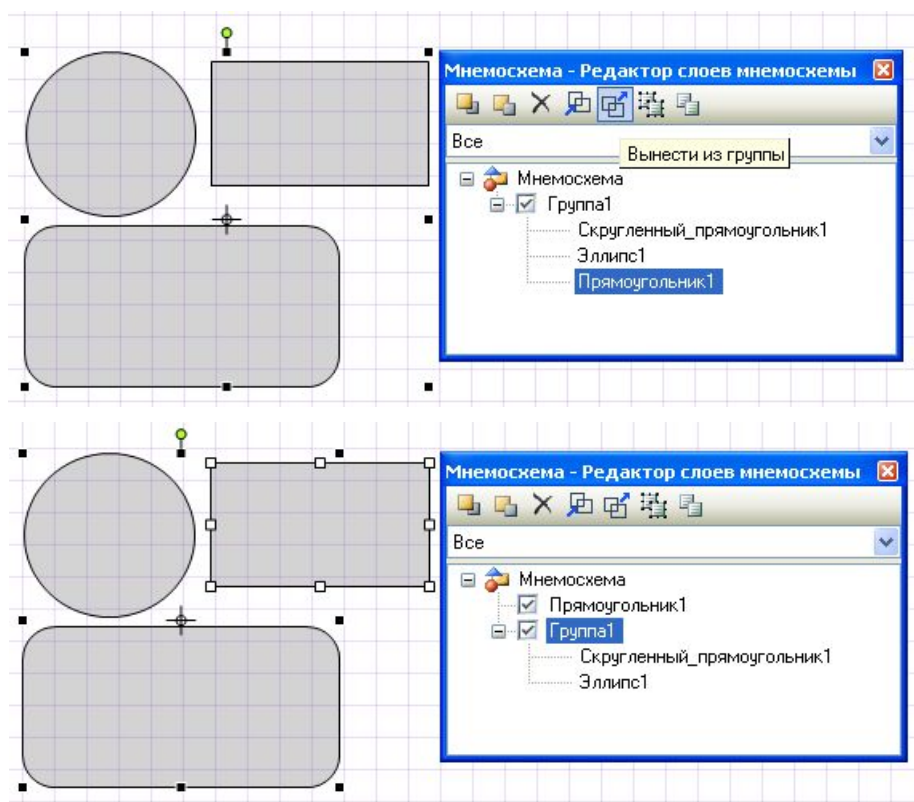 Мнемосхема - Редактор слоев мнемосхемы
Все
Вынести из группы
Мнемосхема
Группа1
Скругленный_прямоугольник1
Эллипс1
Прямоугольник1
Мнемосхема - Редактор слоев мнемосхемы
Все
Мнемосхема
Прямоугольник1
Группа1
Скругленный_прямоугольник1
Эллипс1